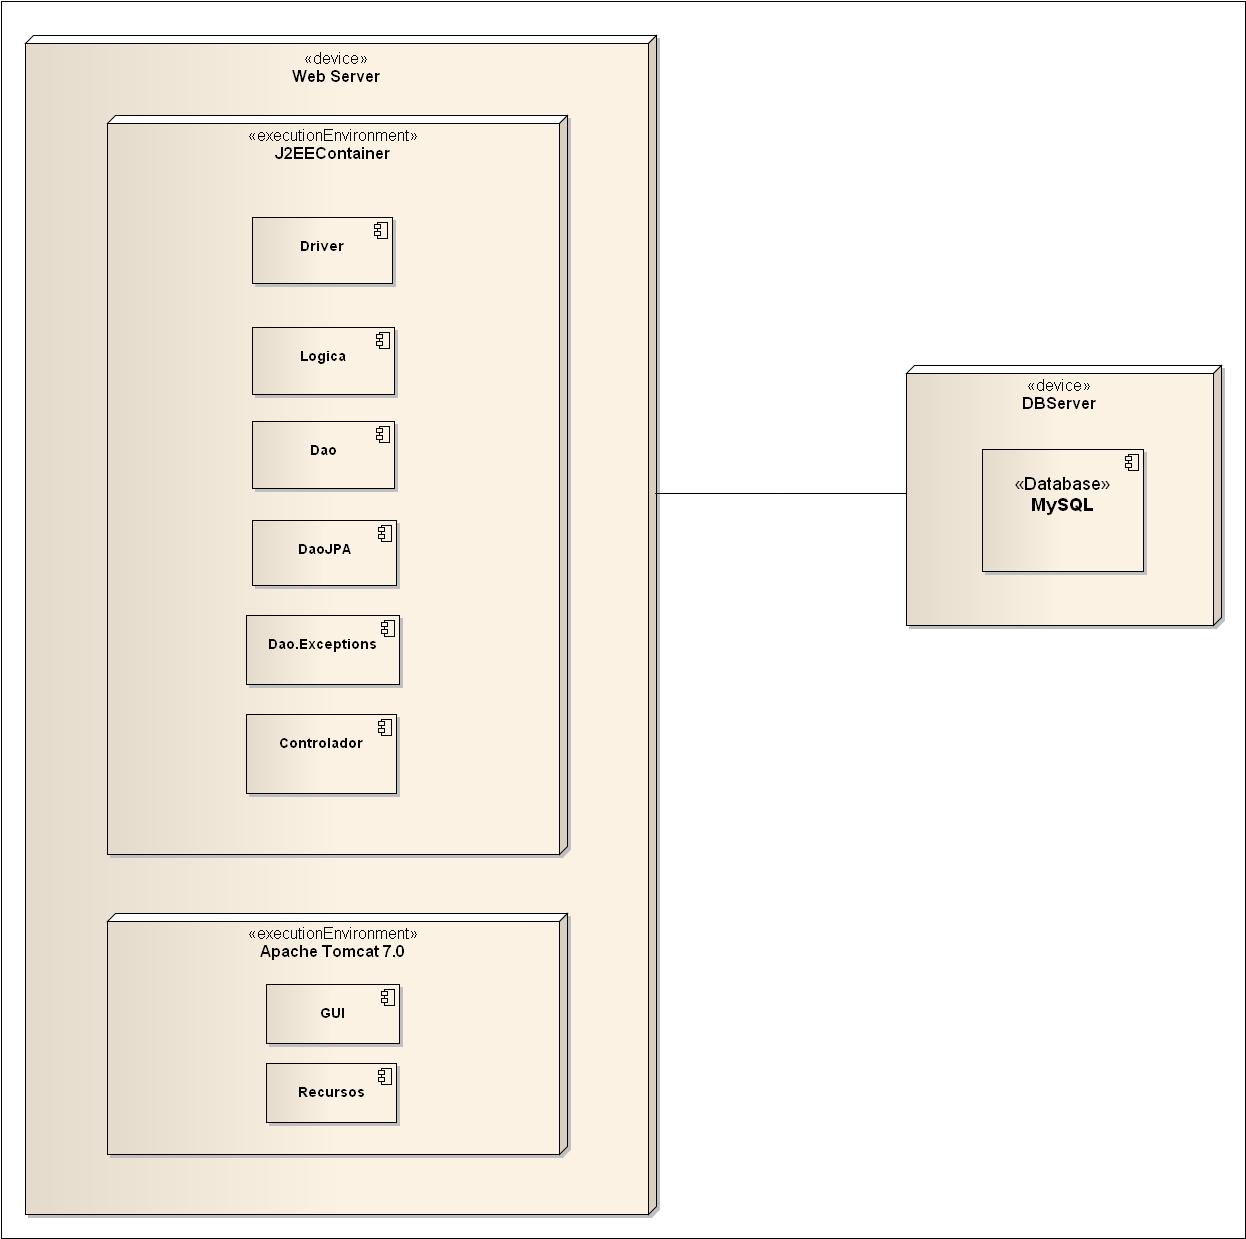 «device»
Web Server
«executionEnvironment»
J2EEContainer
Driver
Logica
Dao
DaoJPA
Dao.Exceptions
Controlador
«executionEnvironment»
Apache Tomcat 7.0
GUI
Recursos
«device»
DBServer
«Database»
MySQL